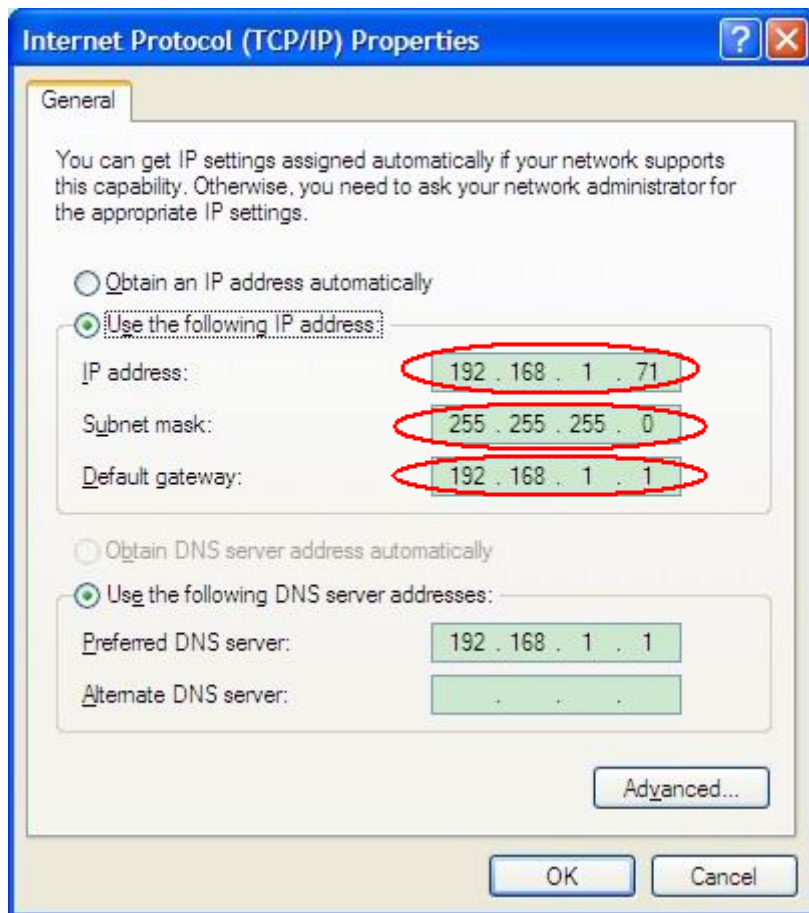 Internet Protocol (TCP/IP) Properties
General
You can get IP settings assigned automatically if your network supports
this capability. Otherwise, you need to ask your network administrator for
the appropriate IP settings.
Obtain an IP address automatically
Use the following IP address:
IP address: 192 . 168 . 1 . 71
Subnet mask: 255 . 255 . 255 . 0
Default gateway: 192 . 168 . 1 . 1
Obtain DNS server address automatically
Use the following DNS server addresses:
Preferred DNS server: 192 . 168 . 1 . 1
Alternate DNS server: . . .
Advanced...
OK Cancel